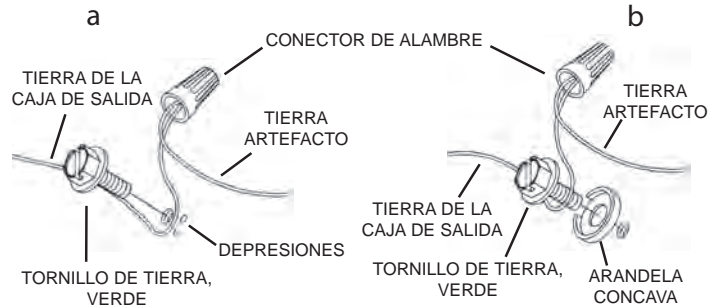 a
b
CONECTOR DE ALAMBRE
TIERRA DE LA
CAJA DE SALIDA
TIERRA
ARTEFACTO
DEPRESIONES
TORNILLO DE TIERRA,
VERDE
TIERRA
ARTEFACTO
TIERRA DE LA
CAJA DE SALIDA
TORNILLO DE TIERRA,
VERDE
ARANDELA
CONCAVA